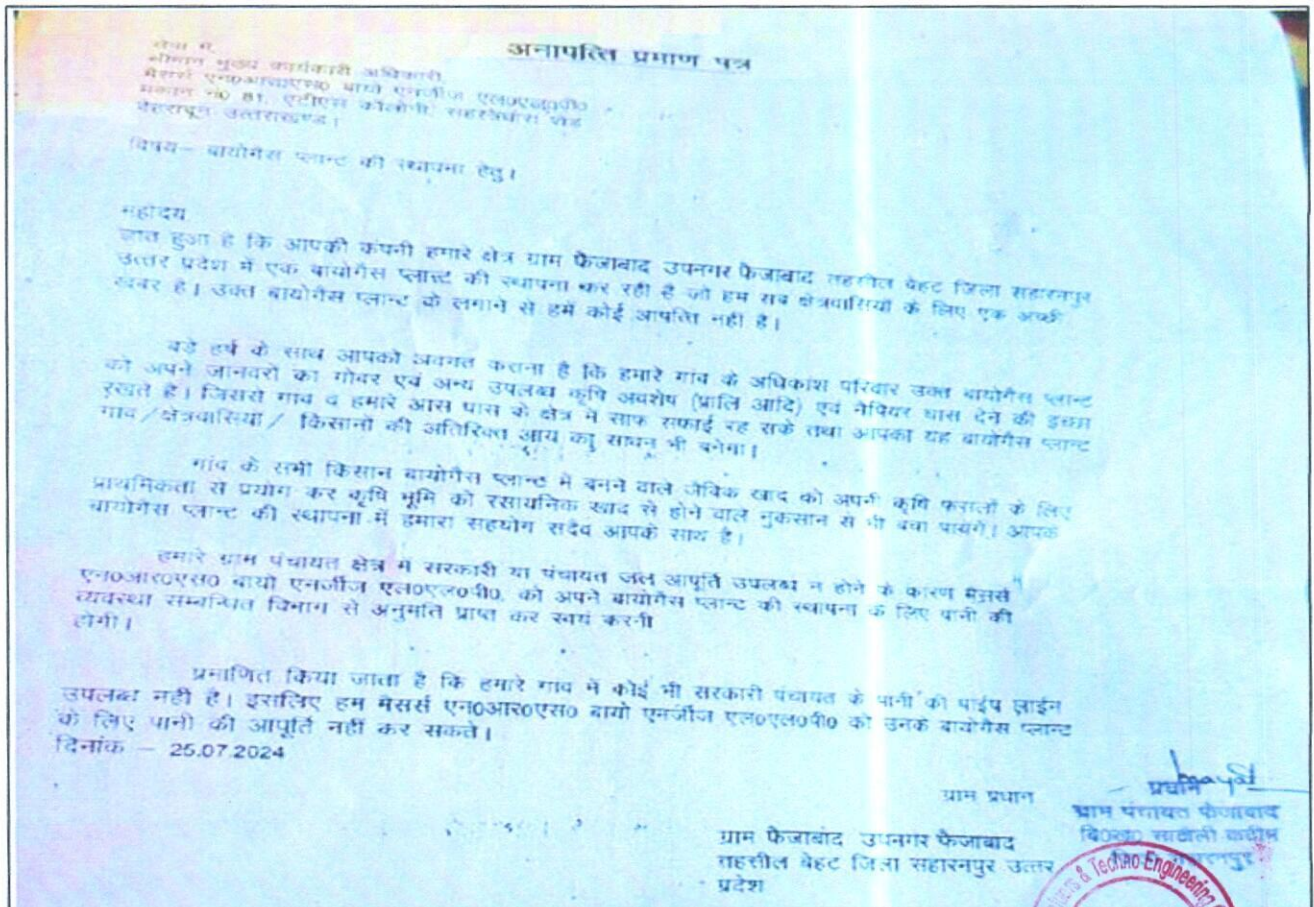 अनापत्ति प्रमाण पत्र
सेवा में,
श्रीमान मुख्य कार्यकारी अधिकारी,
मैसर्स एन0आर0एस0 बायो एनर्जीज एल0एल0पी0
मकान नं0 81, एटीएस कॉलोनी, सहस्त्रधारा रोड
देहरादून उत्तराखण्ड।
विषय– बायोगैस प्लान्ट की स्थापना हेतु।
महोदय
ज्ञात हुआ है कि आपकी कंपनी हमारे क्षेत्र ग्राम फैजाबाद उपनगर फैजाबाद तहसील बेहट जिला सहारनपुर
उत्तर प्रदेश में एक बायोगैस प्लान्ट की स्थापना कर रही है जो हम सब क्षेत्रवासियों के लिए एक अच्छी
खबर है। उक्त बायोगैस प्लान्ट के लगाने से हमें कोई आपत्ति नहीं है।
बड़े हर्ष के साथ आपको अवगत कराना है कि हमारे गांव के अधिकांश परिवार उक्त बायोगैस प्लान्ट
को अपने जानवरो का गोबर एवं अन्य उपलब्ध कृषि अवशेष (प्रालि आदि) एवं नेपियर घास देने की इच्छा
रखते है। जिससे गाव व हमारे आस पास के क्षेत्र मे साफ सफाई रह सके तथा आपका यह बायोगैस प्लान्ट
गाव/क्षेत्रवासियों/ किसानों की अतिरिक्त आय का साधन भी बनेगा।
गांव के सभी किसान बायोगैस प्लान्ट में बनने वाले जैविक खाद को अपनी कृषि फसलों के लिए
प्राथमिकता से प्रयोग कर कृषि भूमि को रसायनिक खाद से होने वाले नुकसान से भी बचा पायेंगे। आपके
बायोगैस प्लान्ट की स्थापना में हमारा सहयोग सदैव आपके साथ है।
हमारे ग्राम पंचायत क्षेत्र में सरकारी या पंचायत जल आपूर्ति उपलब्ध न होने के कारण मैसर्स
एन0आर0एस0 बायो एनर्जीज एल0एल0पी0, को अपने बायोगैस प्लान्ट की स्थापना के लिए पानी की
व्यवस्था सम्बन्धित विभाग से अनुमति प्राप्त कर स्वयं करनी
होगी।
प्रमाणित किया जाता है कि हमारे गाव में कोई भी सरकारी पंचायत के पानी की पाईप लाईन
उपलब्ध नही है। इसलिए हम मैसर्स एन0आर0एस0 बायो एनर्जीज एल0एल0पी0 को उनके बायोगैस प्लान्ट
के लिए पानी की आपूर्ति नहीं कर सकते।
दिनांक – 25.07.2024
ग्राम प्रधान
प्रधान
ग्राम पंचायत फैजाबाद
वि0ख0 साढौली कदीम
ग्राम फैजाबाद उपनगर फैजाबाद
तहसील बेहट जिला सहारनपुर उत्तर
प्रदेश
& Techno Engineering